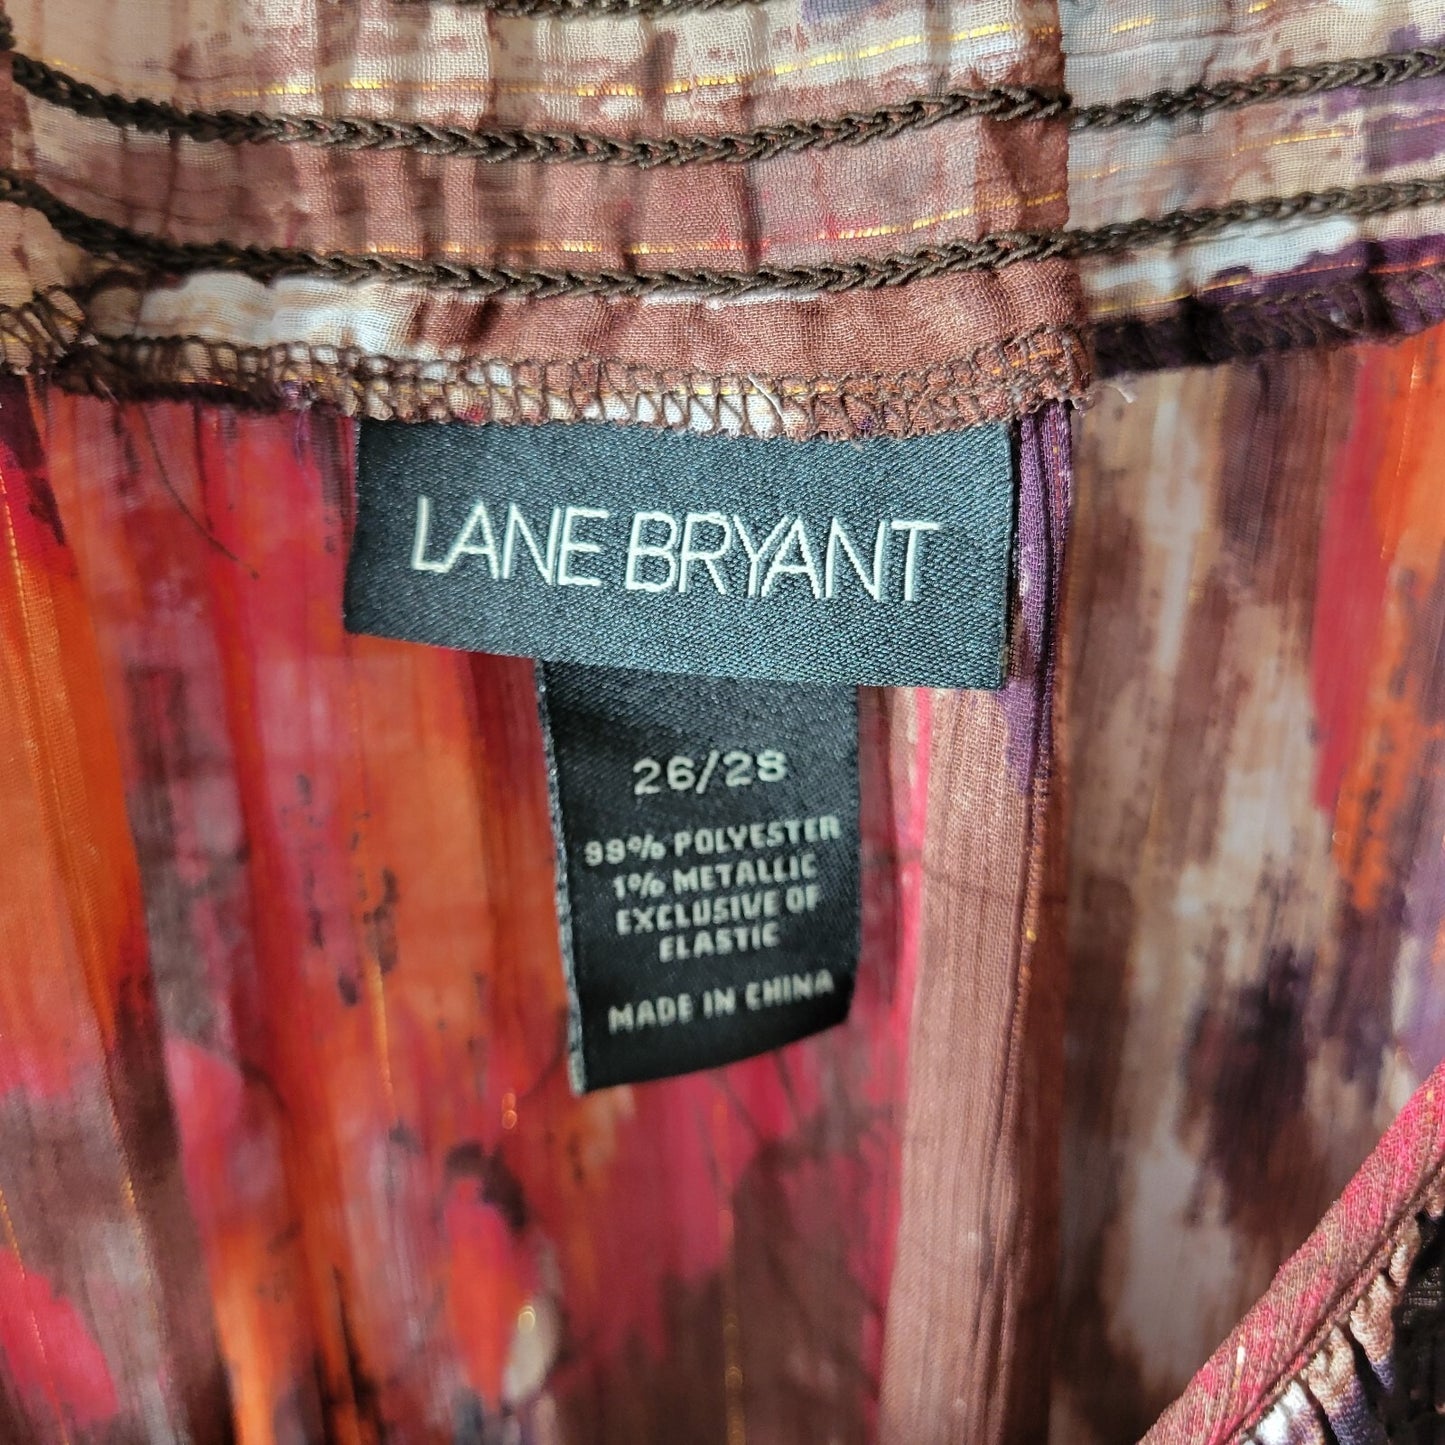 LANE BRYANT
26/28
99% POLYESTER
1% METALLIC
EXCLUSIVE OF
ELASTIC
MADE IN CHINA